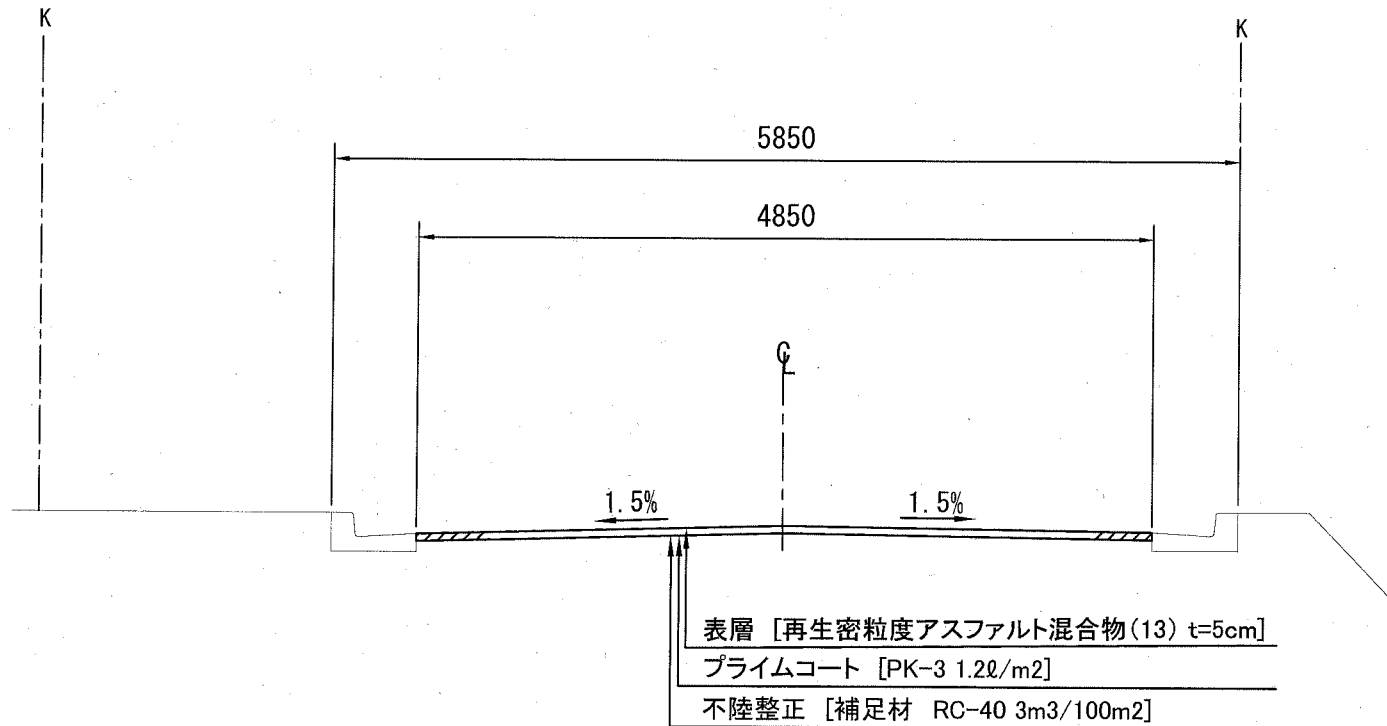 K
K
5850
4850
℄
1.5%
1.5%
表層 [再生密粒度アスファルト混合物(13) t=5cm]
プライムコート [PK-3 1.2ℓ/m2]
不陸整正 [補足材 RC-40 3m3/100m2]